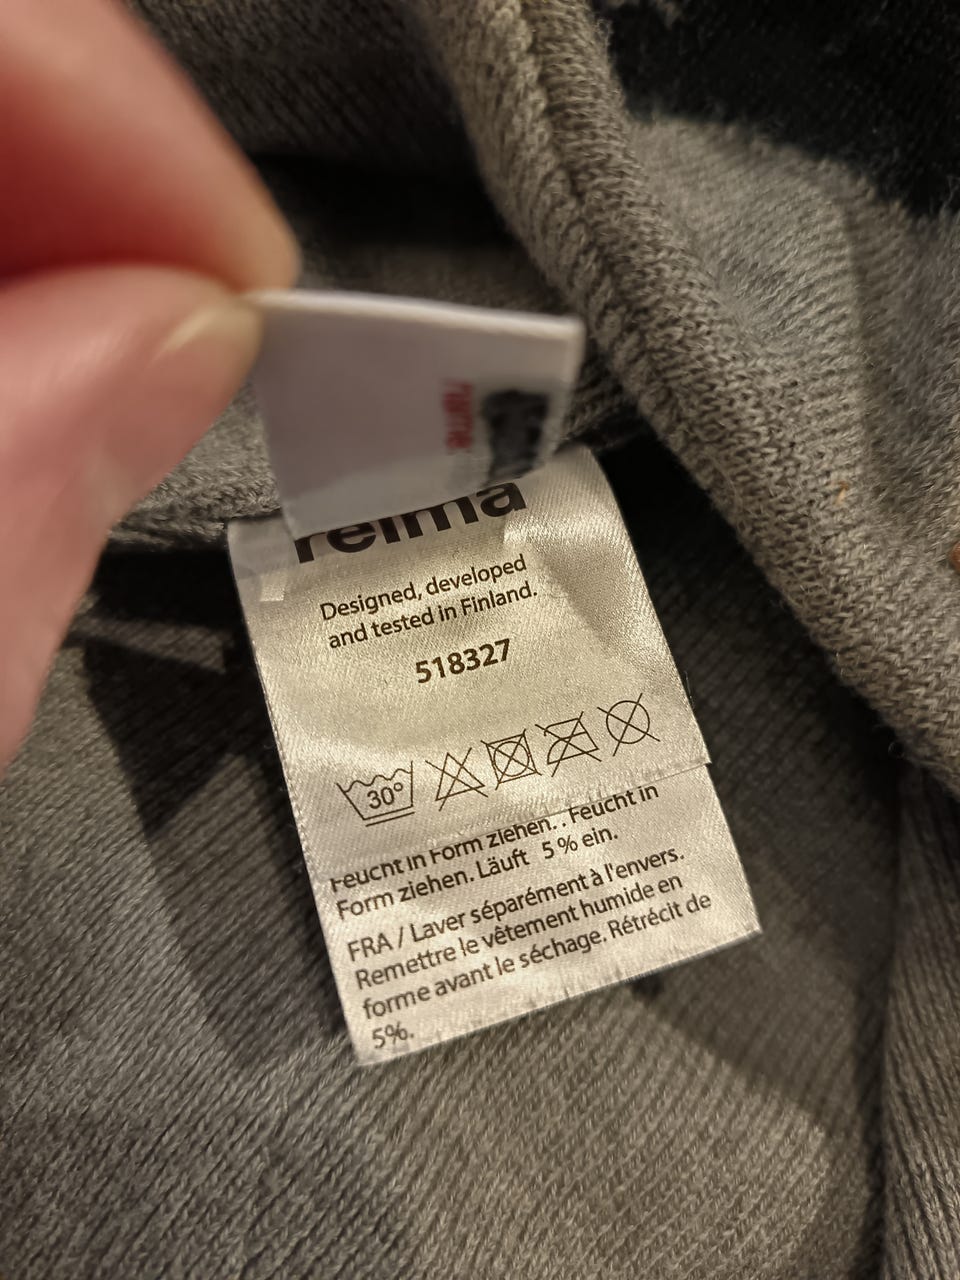 name:
reima
Designed, developed
and tested in Finland.
518327
30°
Feucht in Form ziehen. . Feucht in
Form ziehen. Läuft 5 % ein.
FRA / Laver séparément à l'envers.
Remettre le vêtement humide en
forme avant le séchage. Rétrécit de
5%.